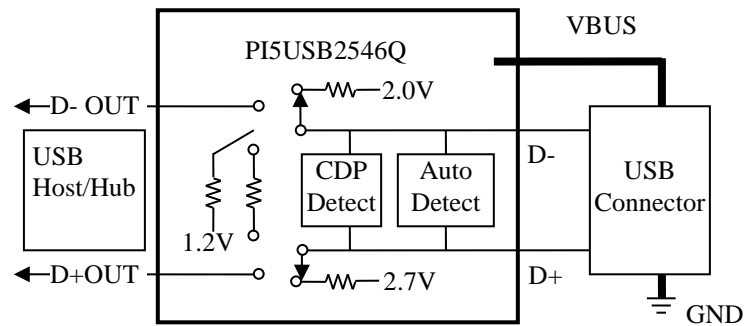 VBUS
PI5USB2546Q
D- OUT
2.0V
USB
Host/Hub
CDP
Detect
Auto
Detect
D-
USB
Connector
1.2V
D+OUT
2.7V
D+
GND